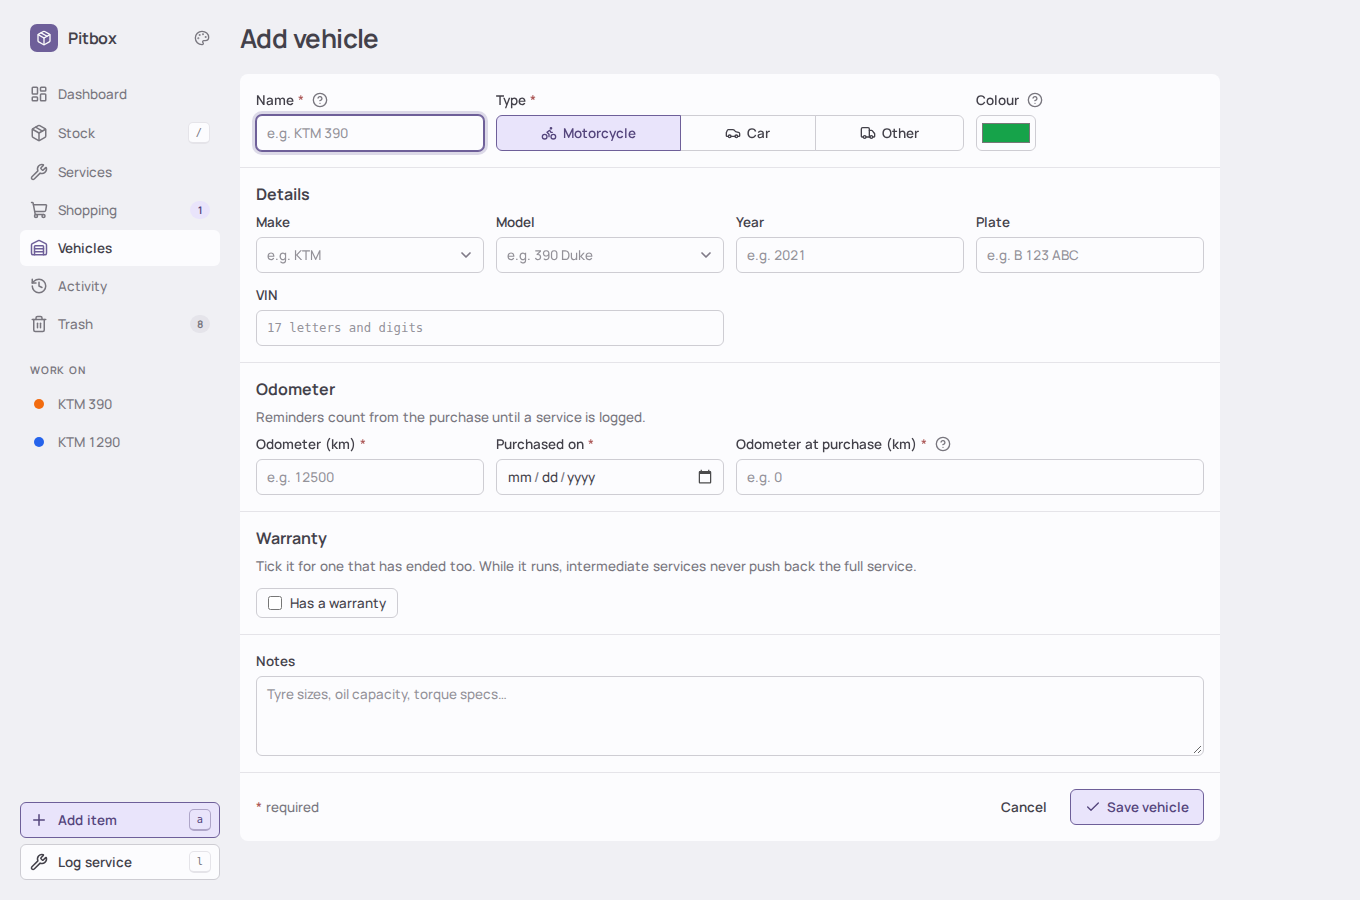 Pitbox
Dashboard
Stock /
Services
Shopping 1
Vehicles
Activity
Trash 8
WORK ON
KTM 390
KTM 1290
Add item a
Log service l
Add vehicle
Name * ?
Type *
Colour ?
e.g. KTM 390
Motorcycle
Car
Other
Details
Make
Model
Year
Plate
e.g. KTM
e.g. 390 Duke
e.g. 2021
e.g. B 123 ABC
VIN
17 letters and digits
Odometer
Reminders count from the purchase until a service is logged.
Odometer (km) *
Purchased on *
Odometer at purchase (km) * ?
e.g. 12500
mm/dd/yyyy
e.g. 0
Warranty
Tick it for one that has ended too. While it runs, intermediate services never push back the full service.
Has a warranty
Notes
Tyre sizes, oil capacity, torque specs…
* required
Cancel
Save vehicle